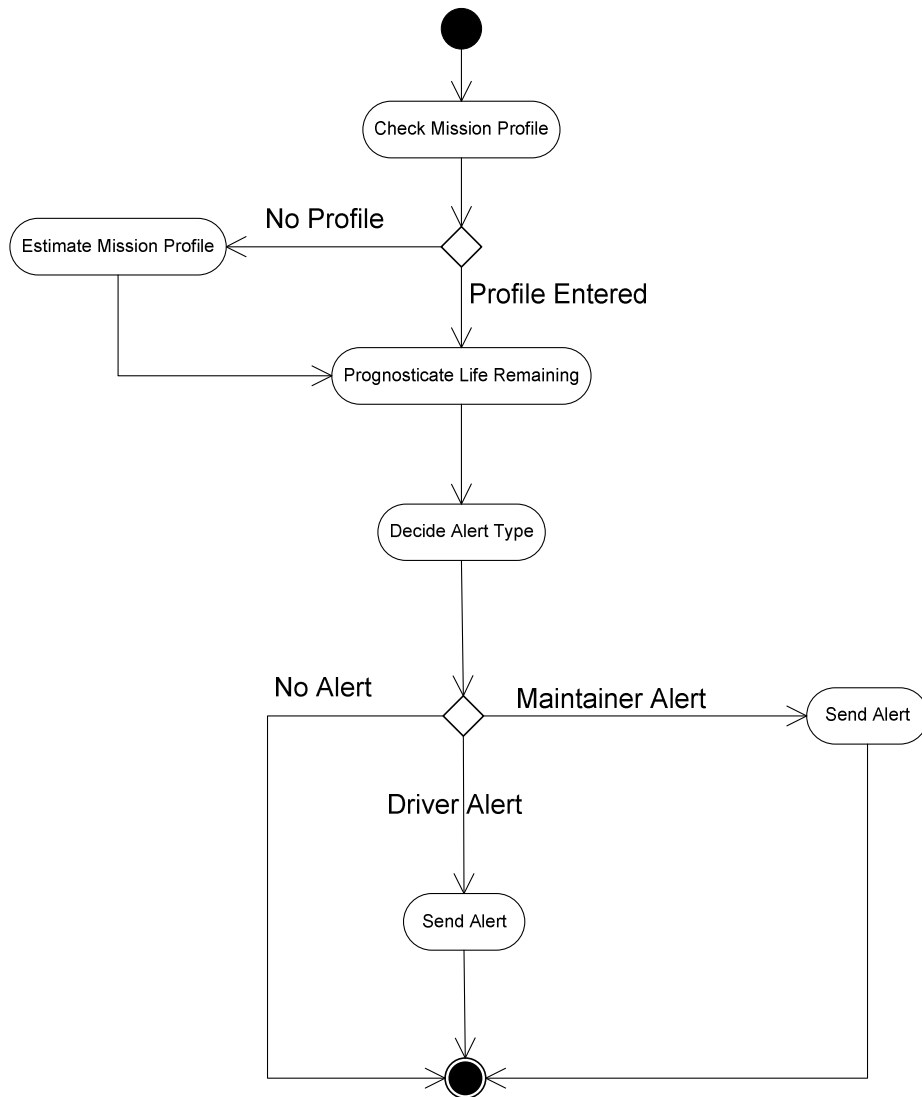 Check Mission Profile
No Profile
Estimate Mission Profile
Profile Entered
Prognosticate Life Remaining
Decide Alert Type
No Alert
Maintainer Alert
Send Alert
Driver Alert
Send Alert